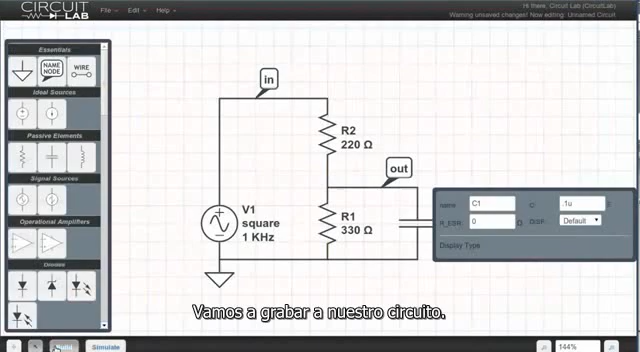 CIRCUIT
LAB
File Edit Help
Hi there, Circuit Lab (CircuitLab)
Warning unsaved changes! Now editing: Unnamed Circuit
Essentials
NAME NODE
WIRE
Ideal Sources
Passive Elements
Signal Sources
Operational Amplifiers
Diodes
in
R2
220 Ω
out
V1
square
1 KHz
R1
330 Ω
name C1 C .1u F
R_ESR 0 Ω DISP. Default
Display Type
Vamos a grabar a nuestro circuito.
Build
Simulate
144%